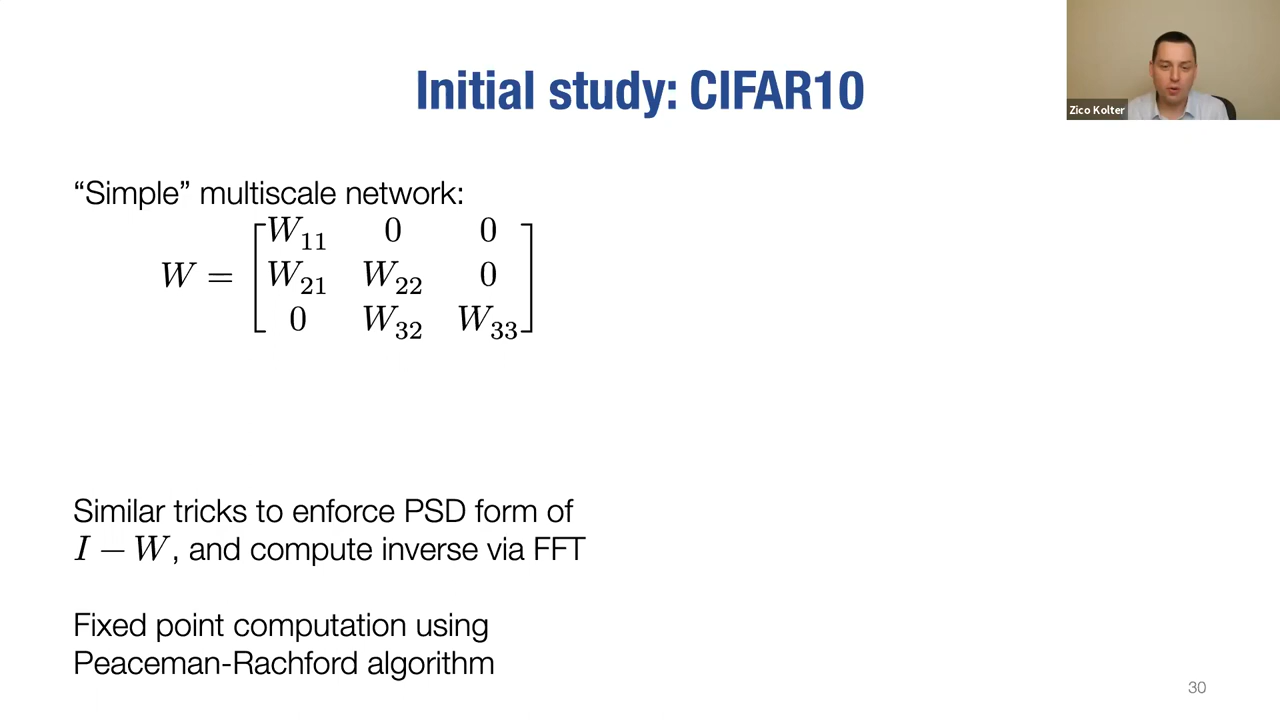 Initial study: CIFAR10
Zico Kolter
“Simple” multiscale network:
W = [ W₁₁ 0 0
W₂₁ W₂₂ 0
0 W₃₂ W₃₃ ]
Similar tricks to enforce PSD form of
I − W, and compute inverse via FFT
Fixed point computation using
Peaceman-Rachford algorithm
30